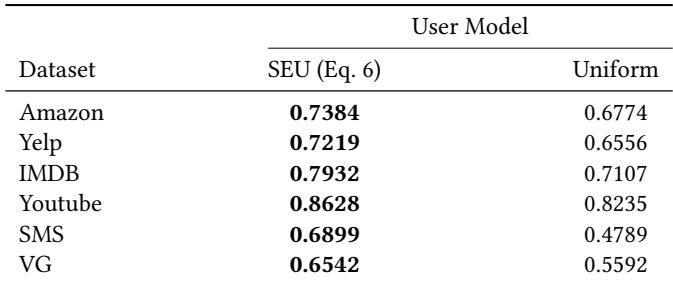 User Model
Dataset SEU (Eq. 6) Uniform
Amazon 0.7384 0.6774
Yelp 0.7219 0.6556
IMDB 0.7932 0.7107
Youtube 0.8628 0.8235
SMS 0.6899 0.4789
VG 0.6542 0.5592